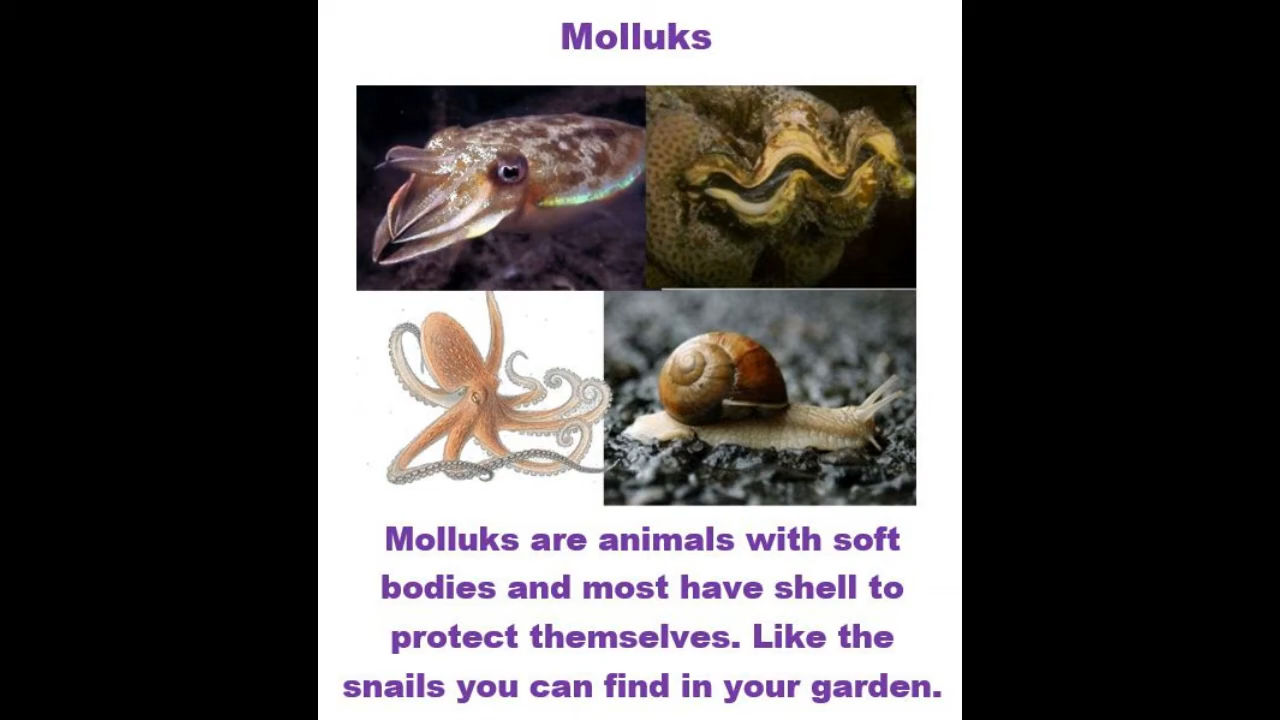 Molluks
Molluks are animals with soft
bodies and most have shell to
protect themselves. Like the
snails you can find in your garden.